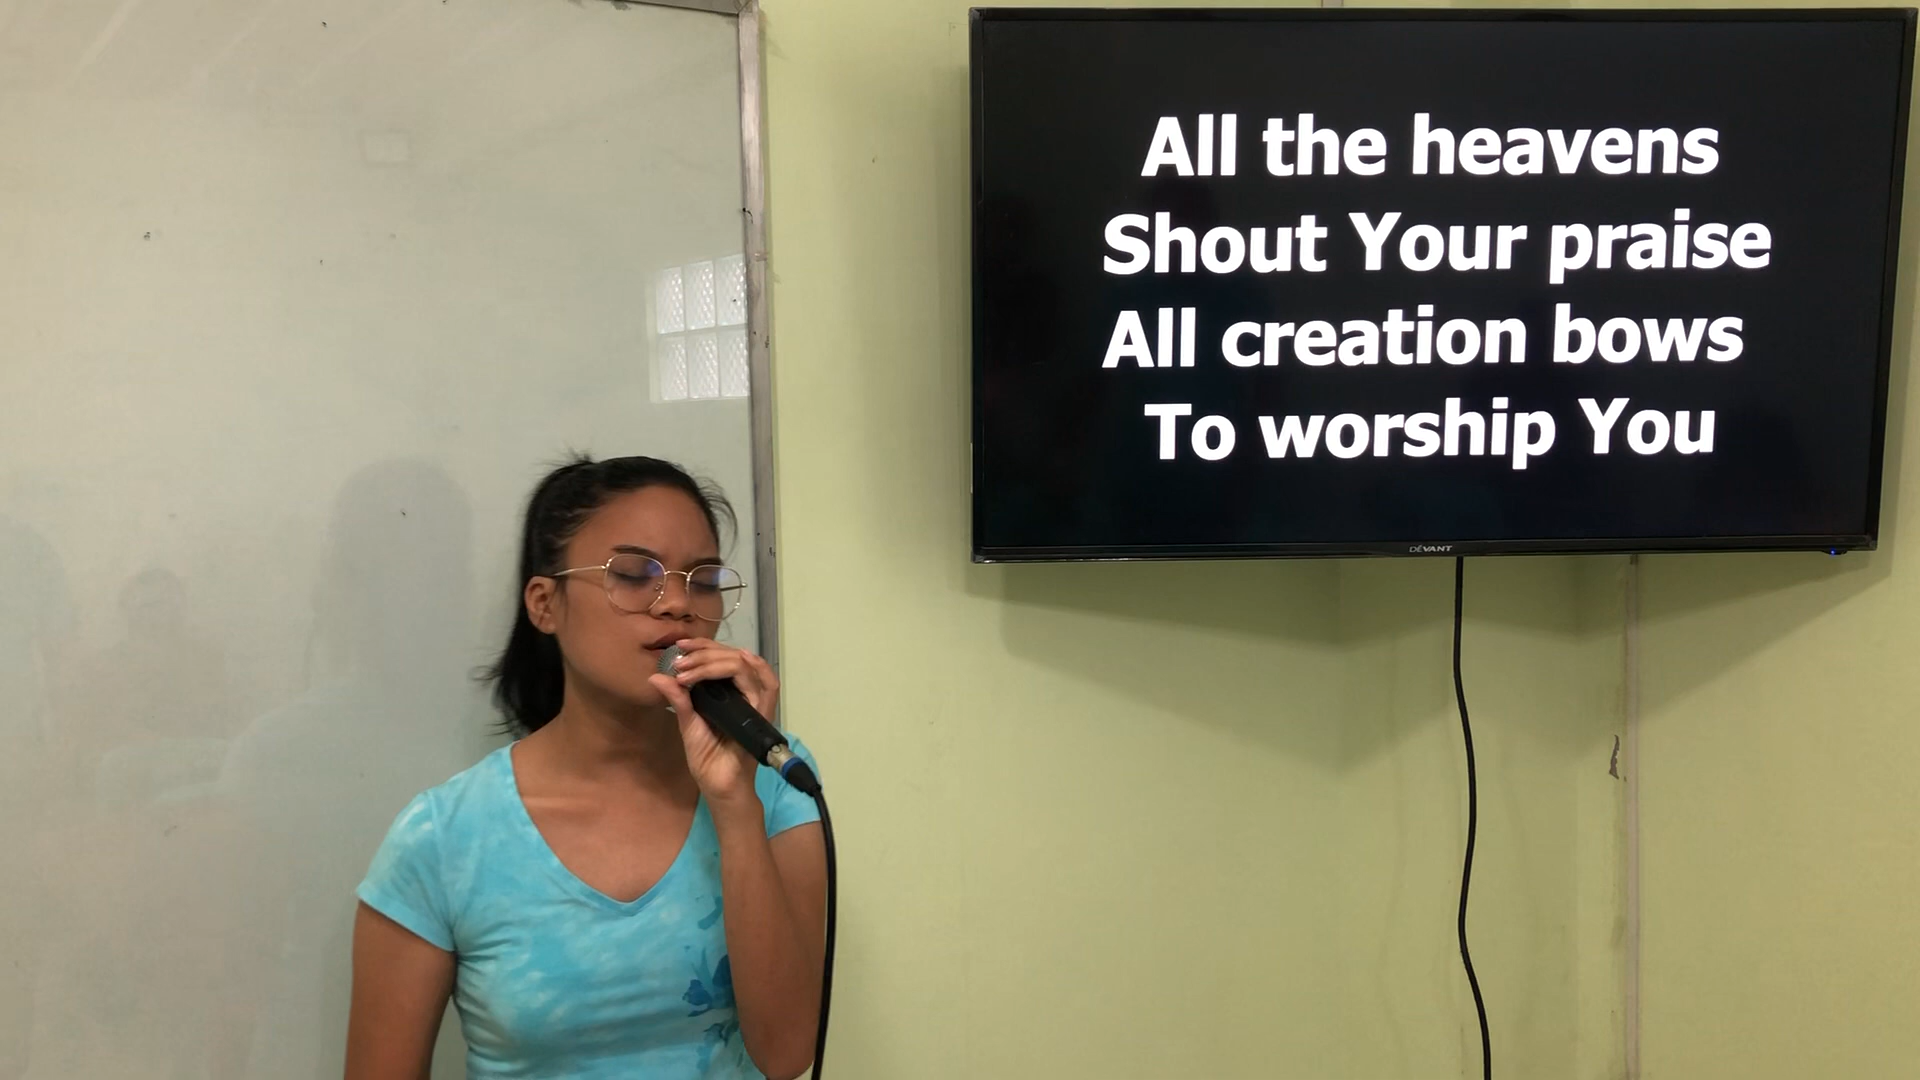 All the heavens
Shout Your praise
All creation bows
To worship You
DEVANT